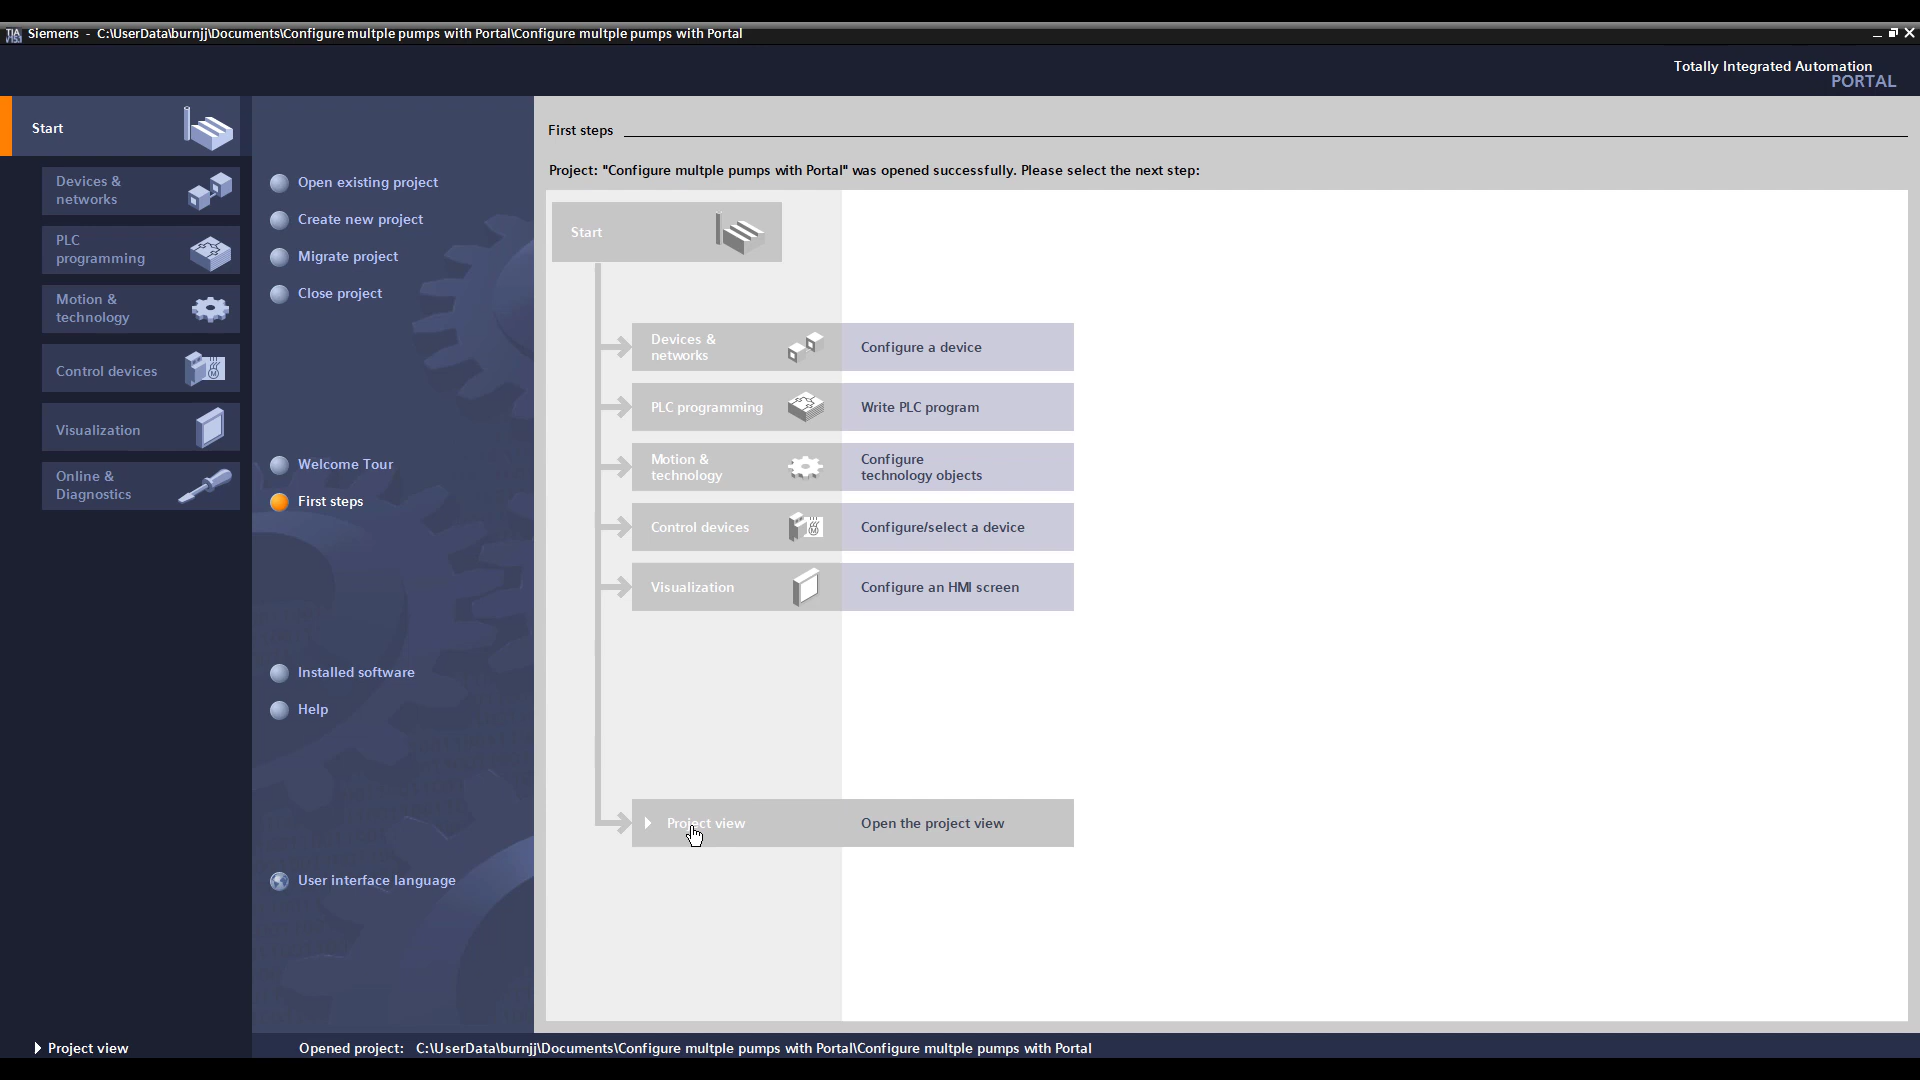 Siemens - C:\UserData\burnjj\Documents\Configure multple pumps with Portal\Configure multple pumps with Portal
Totally Integrated Automation
PORTAL
Start
Devices &
networks
PLC
programming
Motion &
technology
Control devices
Visualization
Online &
Diagnostics
Open existing project
Create new project
Migrate project
Close project
Welcome Tour
First steps
Installed software
Help
User interface language
First steps
Project: "Configure multple pumps with Portal" was opened successfully. Please select the next step:
Start
Devices &
networks
Configure a device
PLC programming
Write PLC program
Motion &
technology
Configure
technology objects
Control devices
Configure/select a device
Visualization
Configure an HMI screen
Project view
Open the project view
Project view
Opened project: C:\UserData\burnjj\Documents\Configure multple pumps with Portal\Configure multple pumps with Portal